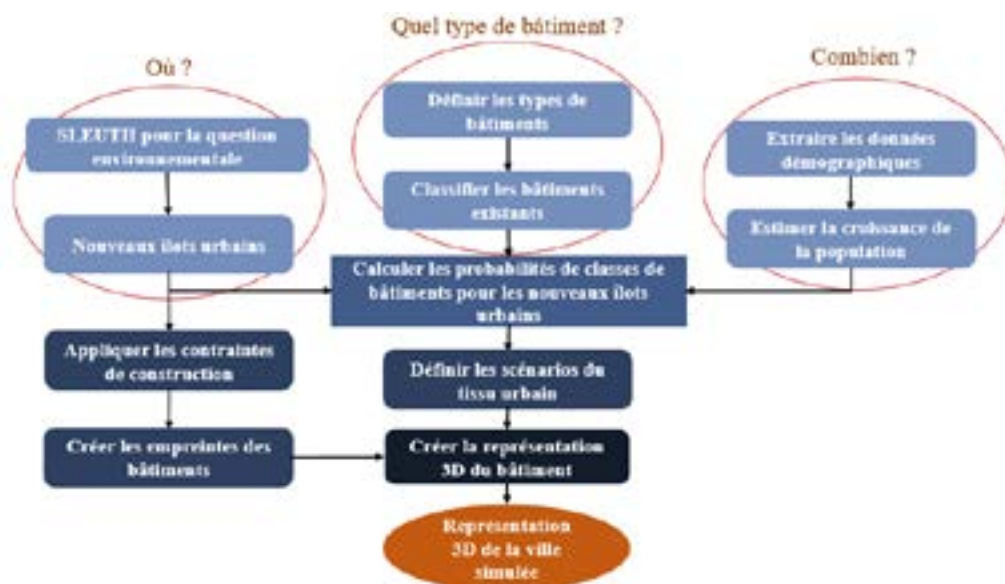 Où ?
SLEUTH pour la question
environnementale
Nouveaux îlots urbains
Quel type de bâtiment ?
Définir les types de
bâtiments
Classifier les bâtiments
existants
Combien ?
Extraire les données
démographiques
Estimer la croissance de
la population
Calculer les probabilités de classes de
bâtiments pour les nouveaux îlots
urbains
Appliquer les contraintes
de construction
Définir les scénarios du
tissu urbain
Créer les empreintes des
bâtiments
Créer la représentation
3D du bâtiment
Représentation
3D de la ville
simulée